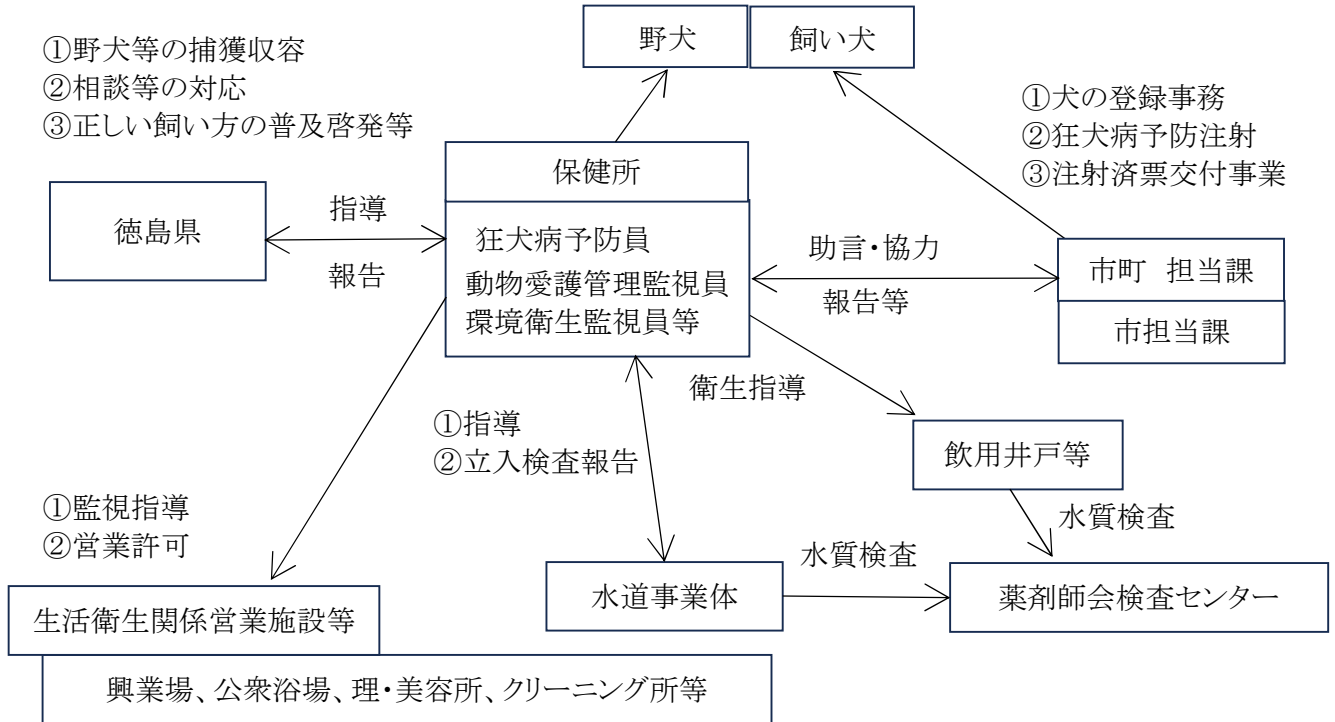 野犬
飼い犬
①野犬等の捕獲収容
②相談等の対応
③正しい飼い方の普及啓発等
①犬の登録事務
②狂犬病予防注射
③注射済票交付事業
保健所
徳島県
指導
報告
狂犬病予防員
動物愛護管理監視員
環境衛生監視員等
助言・協力
報告等
市町 担当課
市担当課
衛生指導
①指導
②立入検査報告
飲用井戸等
水質検査
①監視指導
②営業許可
水質検査
水道事業体
薬剤師会検査センター
生活衛生関係営業施設等
興業場、公衆浴場、理・美容所、クリーニング所等